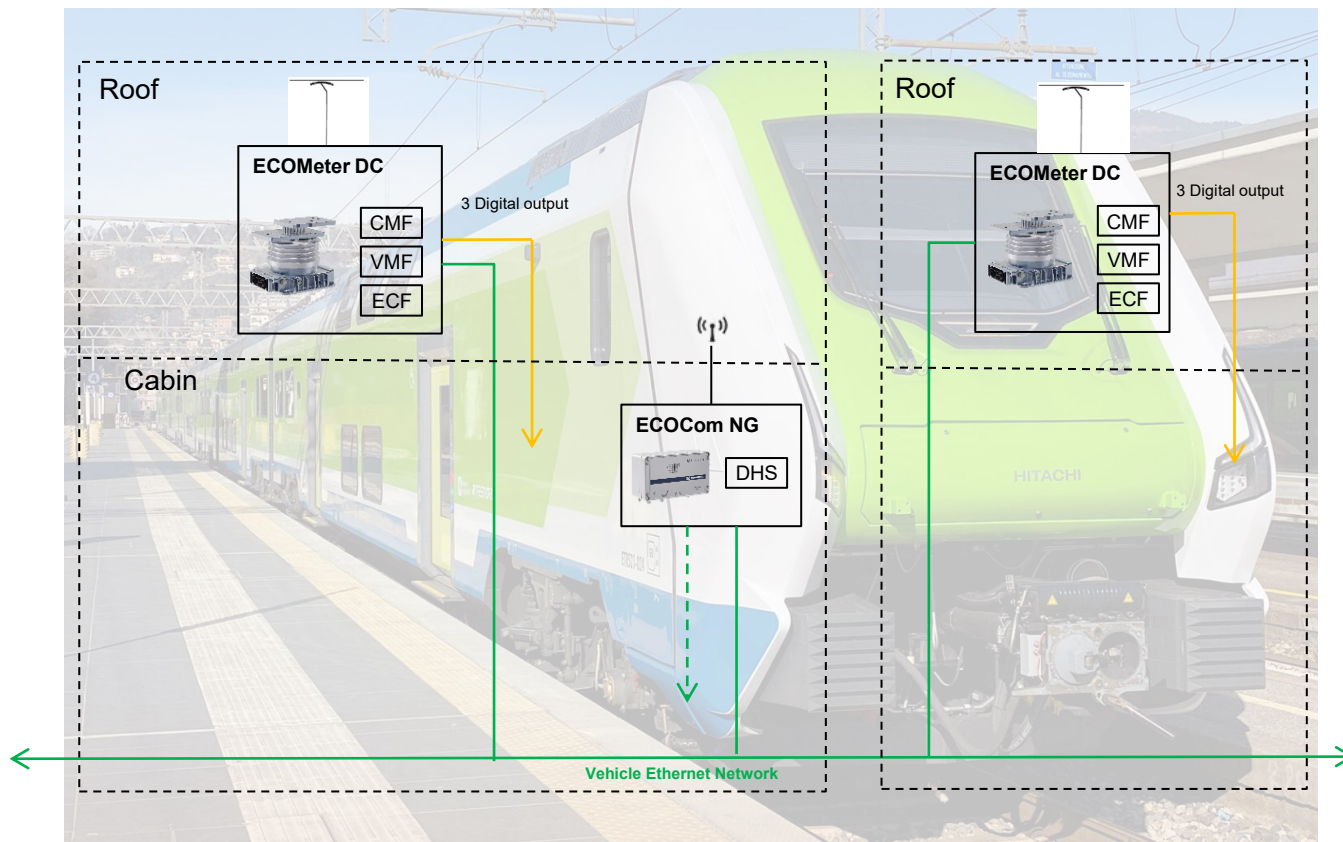 Roof
ECOMeter DC
CMF
VMF
ECF
3 Digital output
Cabin
ECOCom NG
DHS
Roof
ECOMeter DC
CMF
VMF
ECF
3 Digital output
HITACHI
Vehicle Ethernet Network